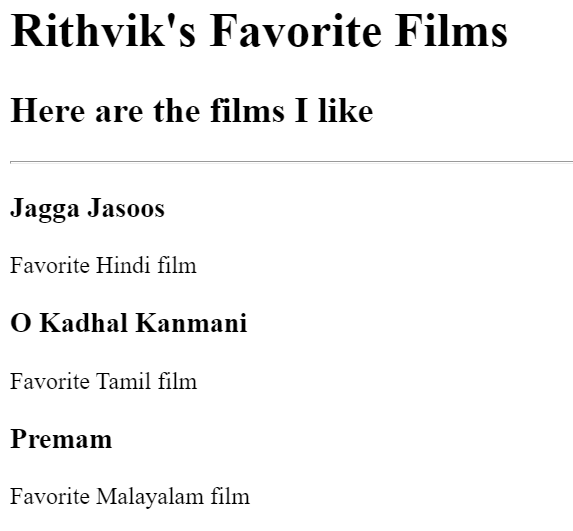 Rithvik's Favorite Films
Here are the films I like
Jagga Jasoos
Favorite Hindi film
O Kadhal Kanmani
Favorite Tamil film
Premam
Favorite Malayalam film